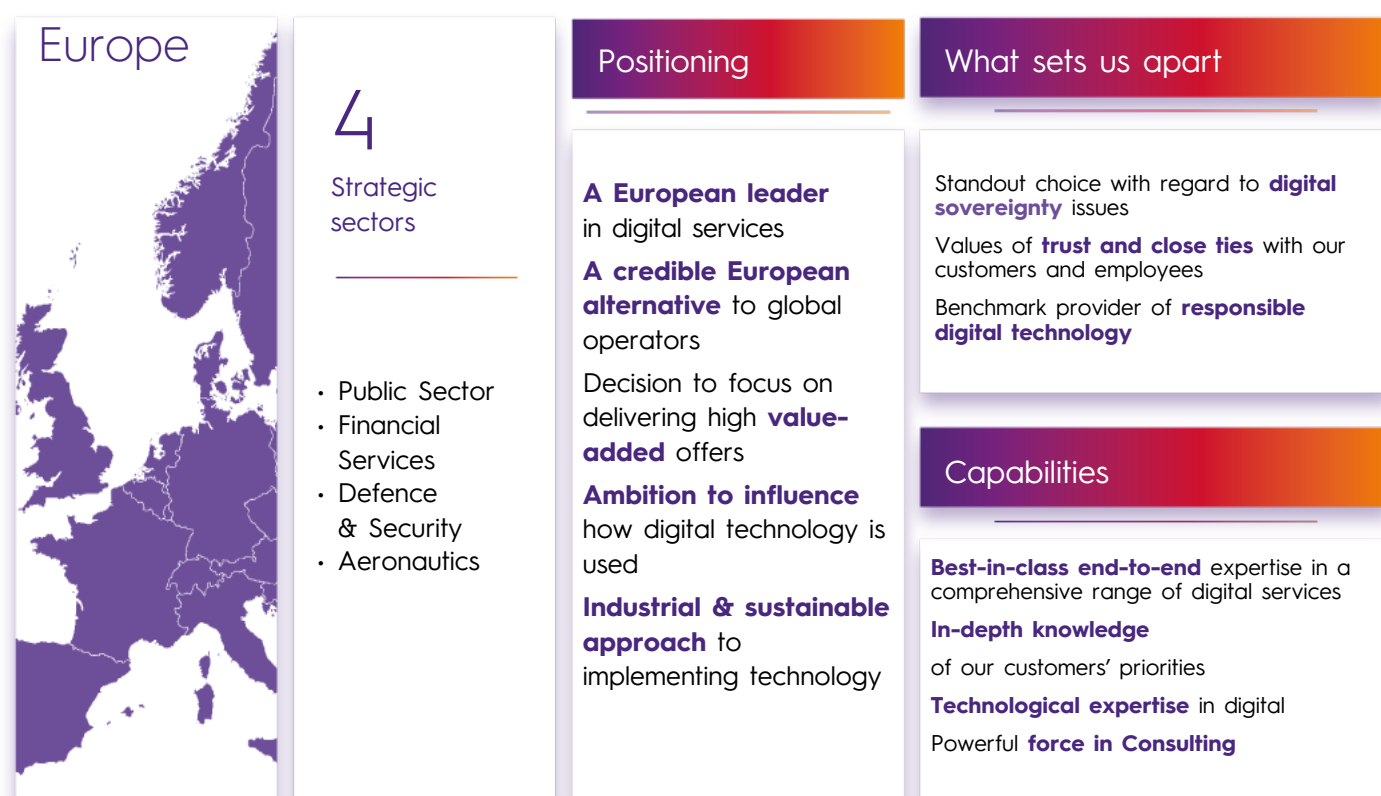 Europe
4
Strategic
sectors
• Public Sector
• Financial
Services
• Defence
& Security
• Aeronautics
Positioning
A European leader
in digital services
A credible European
alternative to global
operators
Decision to focus on
delivering high value-
added offers
Ambition to influence
how digital technology is
used
Industrial & sustainable
approach to
implementing technology
What sets us apart
Standout choice with regard to digital
sovereignty issues
Values of trust and close ties with our
customers and employees
Benchmark provider of responsible
digital technology
Capabilities
Best-in-class end-to-end expertise in a
comprehensive range of digital services
In-depth knowledge
of our customers’ priorities
Technological expertise in digital
Powerful force in Consulting